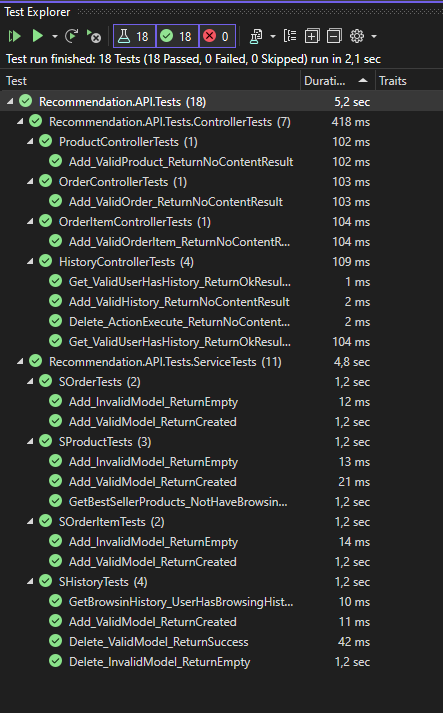 Test Explorer
18 18 0
Test run finished: 18 Tests (18 Passed, 0 Failed, 0 Skipped) run in 2,1 sec
Test Durati... Traits
Recommendation.API.Tests (18) 5,2 sec
Recommendation.API.Tests.ControllerTests (7) 418 ms
ProductControllerTests (1) 102 ms
Add_ValidProduct_ReturnNoContentResult 102 ms
OrderControllerTests (1) 103 ms
Add_ValidOrder_ReturnNoContentResult 103 ms
OrderItemControllerTests (1) 104 ms
Add_ValidOrderItem_ReturnNoContentR... 104 ms
HistoryControllerTests (4) 109 ms
Get_ValidUserHasHistory_ReturnOkResul... 1 ms
Add_ValidHistory_ReturnNoContentResult 2 ms
Delete_ActionExecute_ReturnNoContent... 2 ms
Get_ValidUserHasHistory_ReturnOkResul... 104 ms
Recommendation.API.Tests.ServiceTests (11) 4,8 sec
SOrderTests (2) 1,2 sec
Add_InvalidModel_ReturnEmpty 12 ms
Add_ValidModel_ReturnCreated 1,2 sec
SProductTests (3) 1,2 sec
Add_InvalidModel_ReturnEmpty 13 ms
Add_ValidModel_ReturnCreated 21 ms
GetBestSellerProducts_NotHaveBrowsin... 1,2 sec
SOrderItemTests (2) 1,2 sec
Add_InvalidModel_ReturnEmpty 14 ms
Add_ValidModel_ReturnCreated 1,2 sec
SHistoryTests (4) 1,2 sec
GetBrowsinHistory_UserHasBrowsingHist... 10 ms
Add_ValidModel_ReturnCreated 11 ms
Delete_ValidModel_ReturnSuccess 42 ms
Delete_InvalidModel_ReturnEmpty 1,2 sec